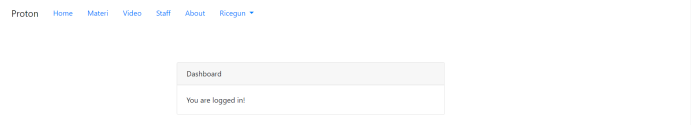 Proton Home Materi Video Staff About Ricegun
Dashboard
You are logged in!